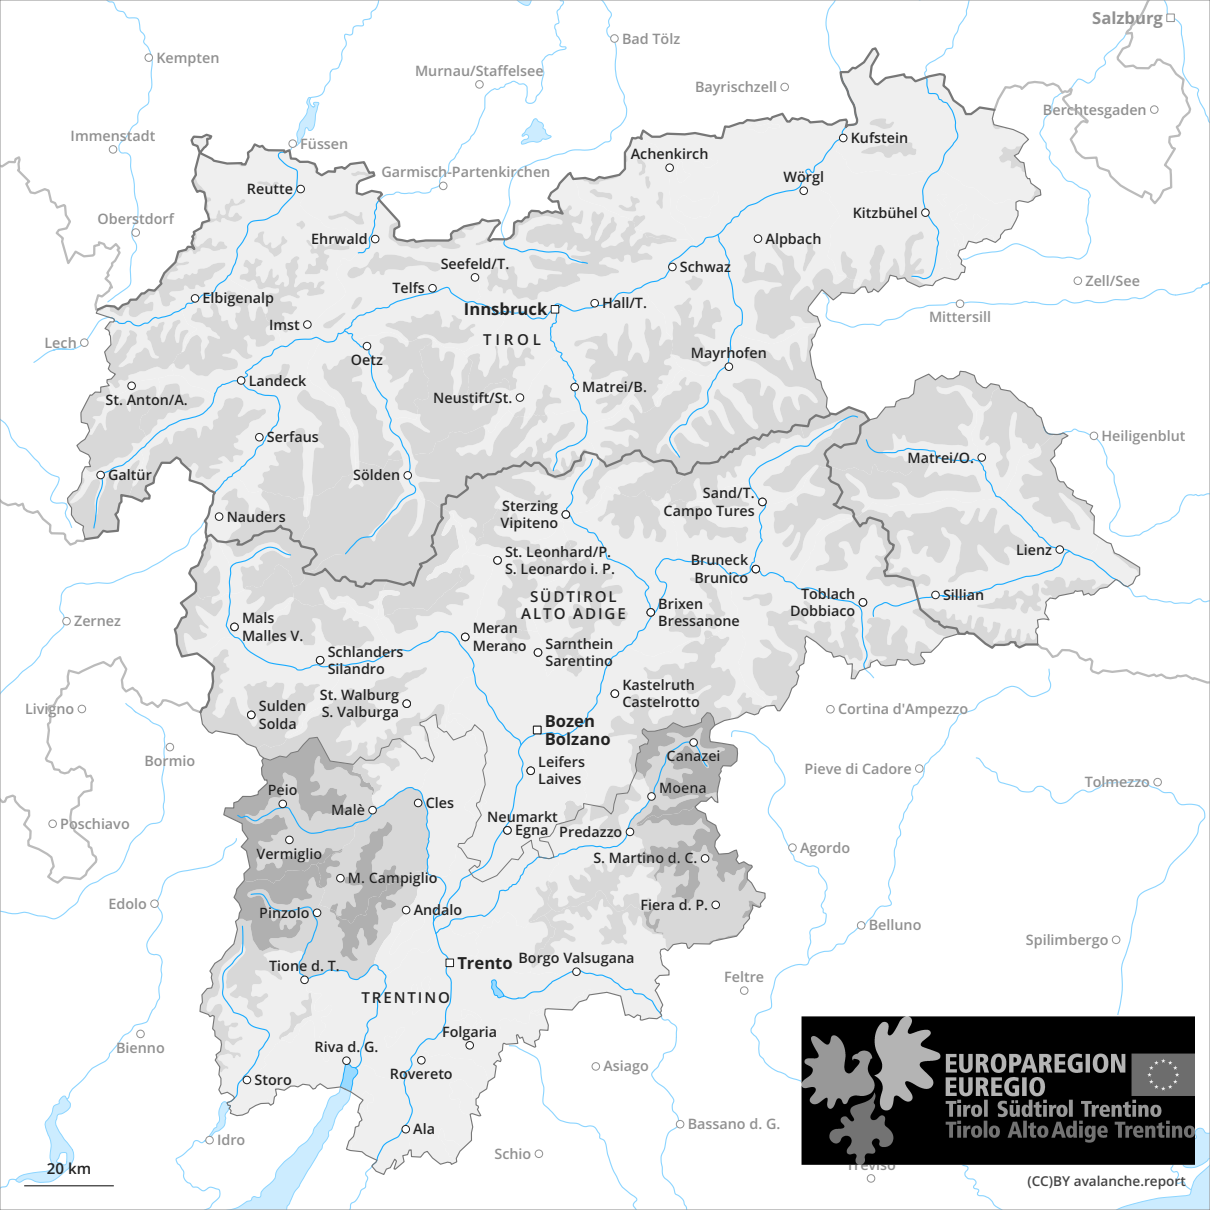 Salzburg
Kempten
Bad Tölz
Murnau/Staffelsee
Bayrischzell
Berchtesgaden
Immenstadt
Füssen
Kufstein
Achenkirch
Garmisch-Partenkirchen
Wörgl
Reutte
Oberstdorf
Kitzbühel
Ehrwald
Alpbach
Seefeld/T.
Schwaz
Zell/See
Telfs
Elbigenalp
Hall/T.
Innsbruck
Mittersill
Imst
TIROL
Lech
Oetz
Mayrhofen
Landeck
Matrei/B.
St. Anton/A.
Neustift/St.
Serfaus
Heiligenblut
Matrei/O.
Galtür
Sölden
Sand/T.
Campo Tures
Sterzing
Vipiteno
Nauders
St. Leonhard/P.
S. Leonardo i. P.
Lienz
Bruneck
Brunico
SÜDTIROL
ALTO ADIGE
Toblach
Dobbiaco
Sillian
Brixen
Bressanone
Zernez
Mals
Malles V.
Meran
Merano
Sarnthein
Sarentino
Schlanders
Silandro
Kastelruth
Castelrotto
St. Walburg
S. Valburga
Sulden
Solda
Livigno
Cortina d'Ampezzo
Bozen
Bolzano
Bormio
Canazei
Leifers
Laives
Pieve di Cadore
Tolmezzo
Peio
Moena
Malè
Cles
Neumarkt
Egna
Predazzo
Poschiavo
Vermiglio
Agordo
S. Martino d. C.
M. Campiglio
Edolo
Pinzolo
Andalo
Fiera d. P.
Belluno
Spilimbergo
Tione d. T.
Trento
Borgo Valsugana
Feltre
TRENTINO
Folgaria
Bienno
Riva d. G.
Rovereto
Asiago
Storo
EUROPAREGION
EUREGIO
Tirol Südtirol Trentino
Tirolo Alto Adige Trentino
Idro
Ala
Bassano d. G.
Schio
Treviso
20 km
(CC)BY avalanche.report